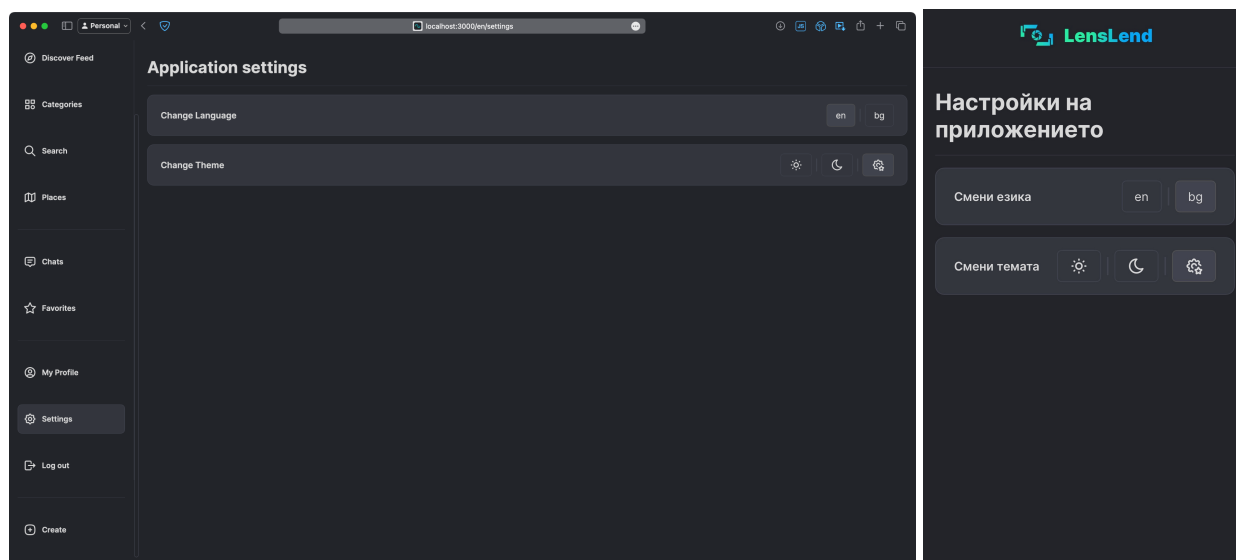 Personal
localhost:3000/en/settings
JS
Discover Feed
Categories
Search
Places
Chats
Favorites
My Profile
Settings
Log out
Create
Application settings
Change Language
en
bg
Change Theme
LensLend
Настройки на
приложението
Смени езика
en
bg
Смени темата